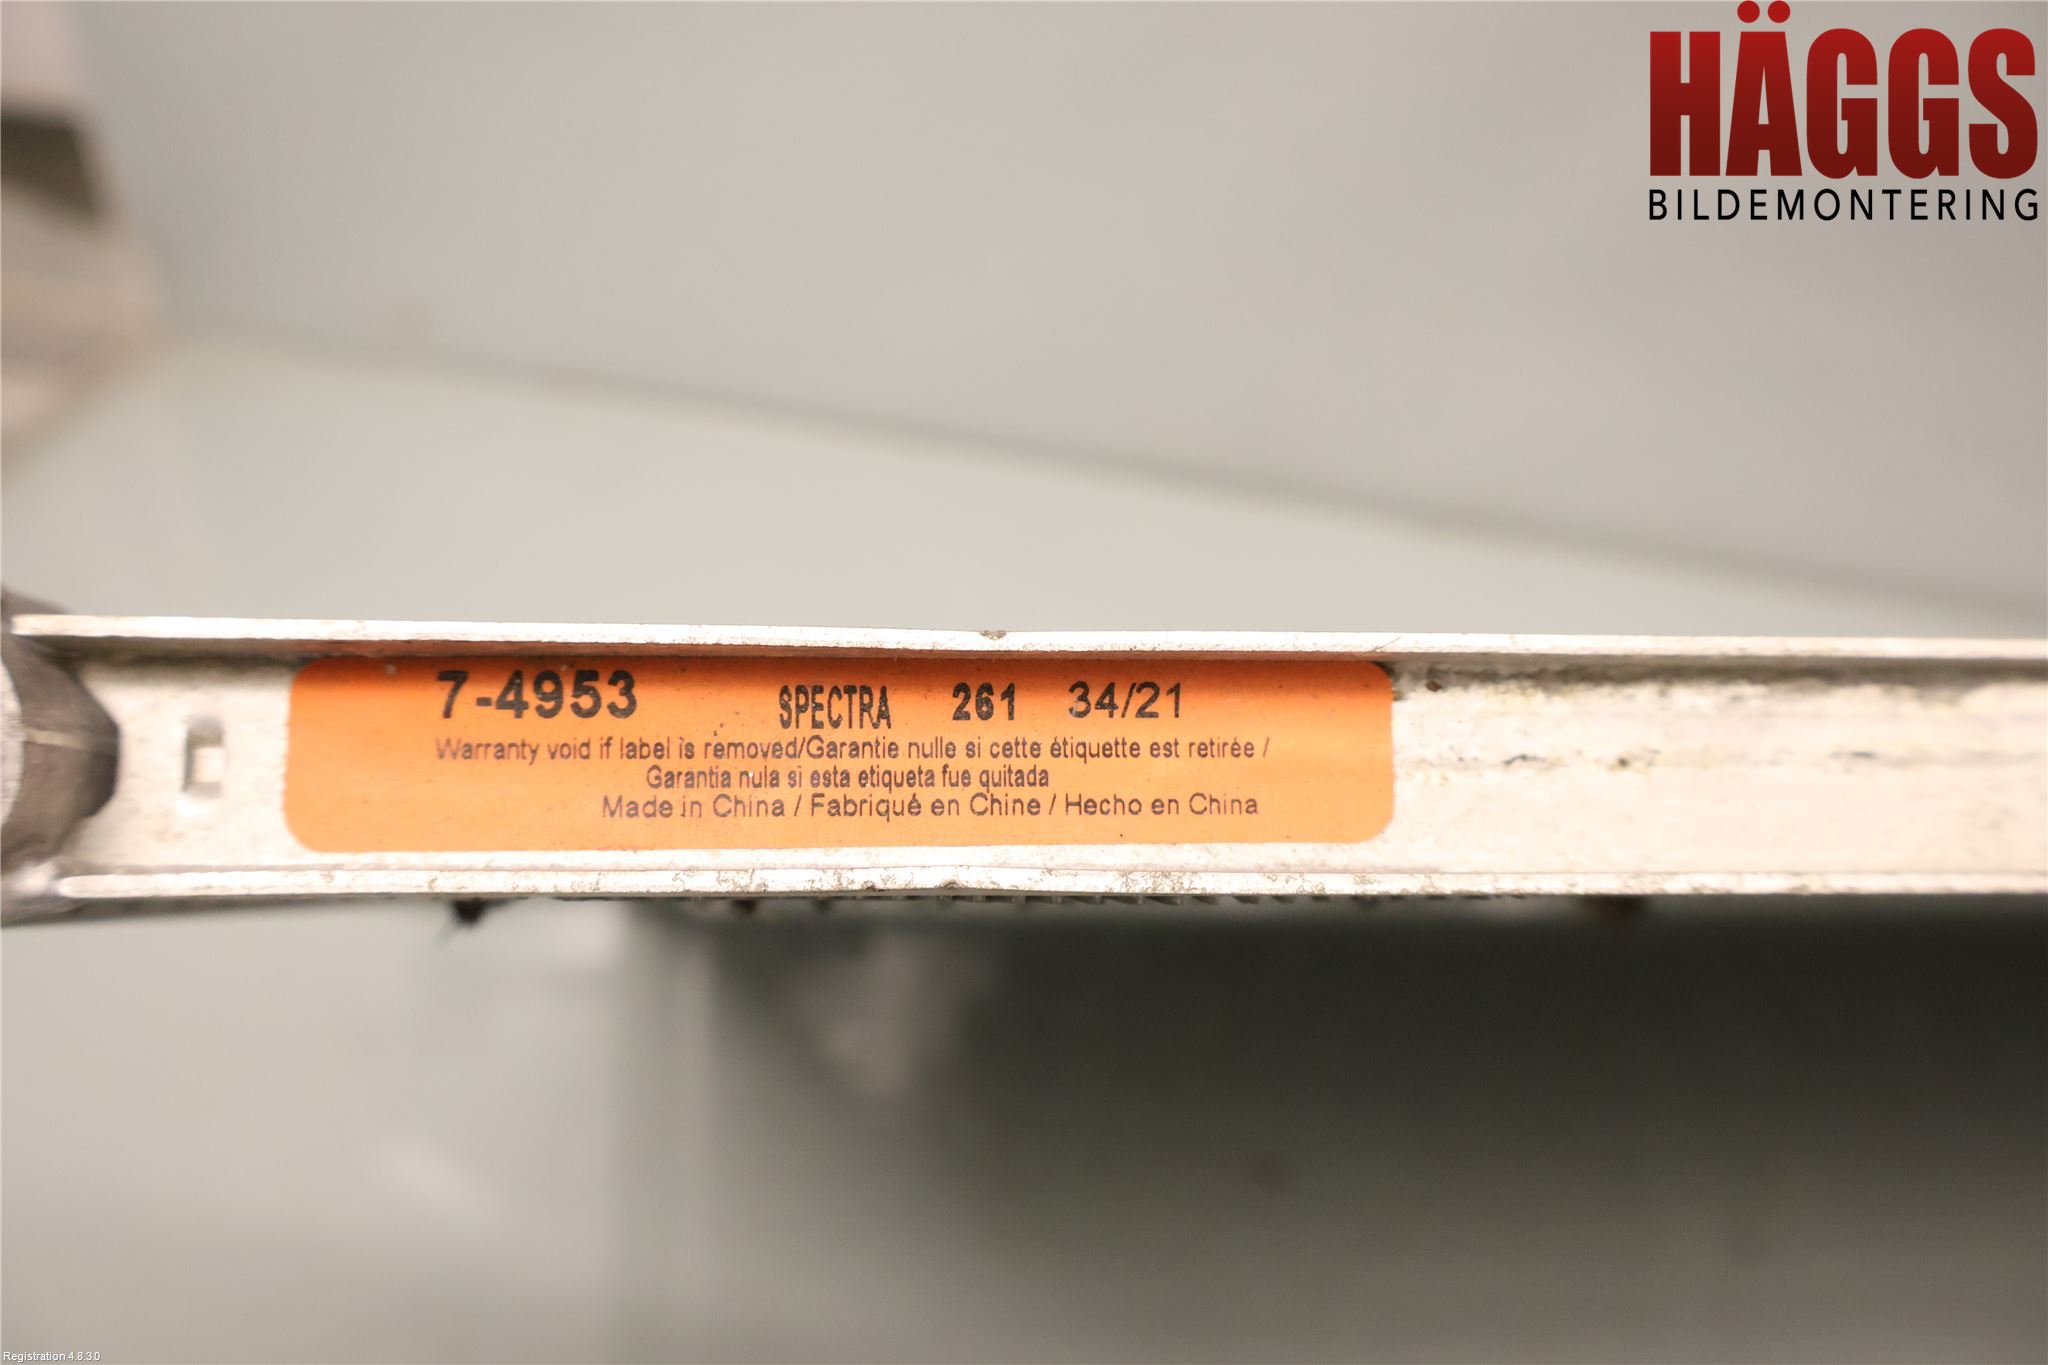 HÄGGS
BILDEMONTERING
7-4953 SPECTRA 261 34/21
Warranty void if label is removed/Garantie nulle si cette étiquette est retirée /
Garantía nula si esta etiqueta fue quitada
Made in China / Fabriqué en Chine / Hecho en China
Registration 4.8.3.0